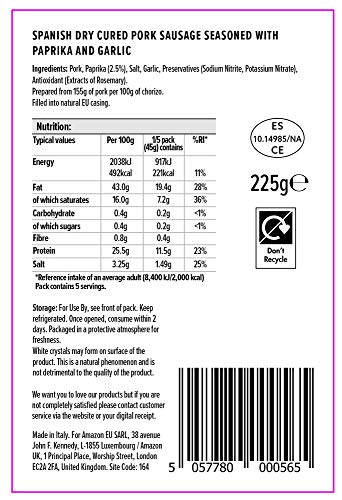 SPANISH DRY CURED PORK SAUSAGE SEASONED WITH
PAPRIKA AND GARLIC
Ingredients: Pork, Paprika (2.5%), Salt, Garlic, Preservatives (Sodium Nitrite, Potassium Nitrate),
Antioxidant (Extracts of Rosemary).
Prepared from 155g of pork per 100g of chorizo.
Filled into natural EU casing.
Nutrition:
Typical values Per 100g 1/5 pack (45g) contains %RI*
Energy 2038kJ 917kJ
492kcal 221kcal 11%
Fat 43.0g 19.4g 28%
of which saturates 16.0g 7.2g 36%
Carbohydrate 0.4g 0.2g <1%
of which sugars 0.4g 0.2g <1%
Fibre 0.8g 0.4g
Protein 25.5g 11.5g 23%
Salt 3.25g 1.49g 25%
*Reference intake of an average adult (8,400 kJ/2,000 kcal)
Pack contains 5 servings.
ES
10.14985/NA
CE
225g℮
Don't
Recycle
Storage: For Use By, see front of pack. Keep
refrigerated. Once opened, consume within 2
days. Packaged in a protective atmosphere for
freshness.
White crystals may form on surface of the
product. This is a natural phenomenon and is
not detrimental to the quality of the product.
We want you to love our products but if you are
not completely satisfied please contact customer
service via the website or your digital receipt.
Made in Italy. For Amazon EU SARL, 38 avenue
John F. Kennedy, L-1855 Luxembourg / Amazon
UK, 1 Principal Place, Worship Street, London
EC2A 2FA, United Kingdom. Site Code: 164
5 057780 000565